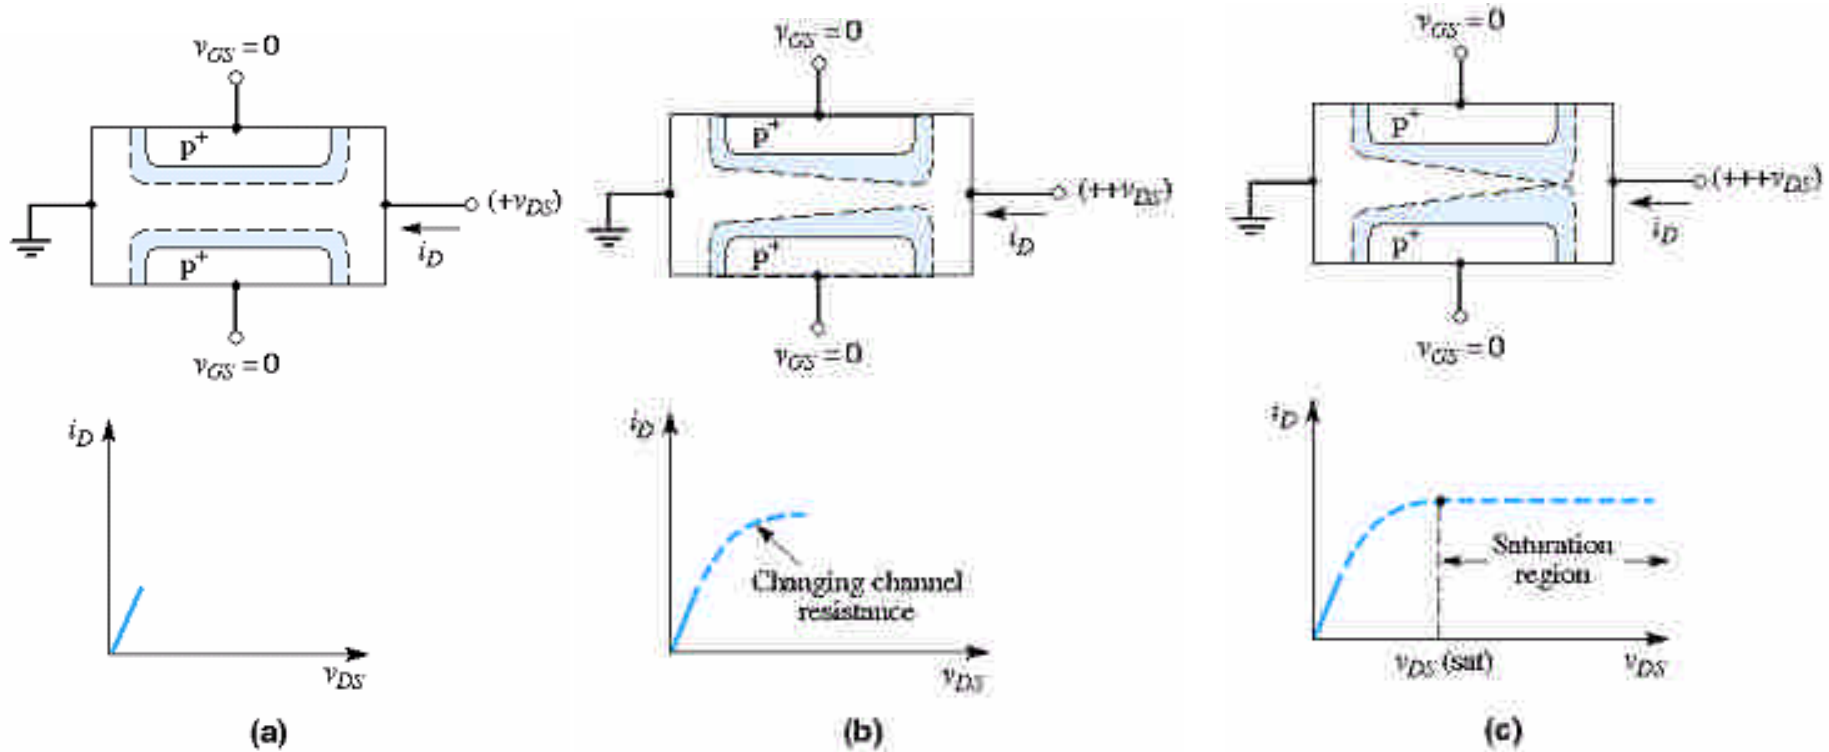 v_GS = 0
p+
p+
(+v_DS)
i_D
v_GS = 0
i_D
v_DS
(a)
v_GS = 0
p+
p+
(++v_DS)
i_D
v_GS = 0
i_D
Changing channel
resistance
v_DS
(b)
v_GS = 0
p+
p+
(+++v_DS)
i_D
v_GS = 0
i_D
Saturation
region
v_DS (sat)
v_DS
(c)